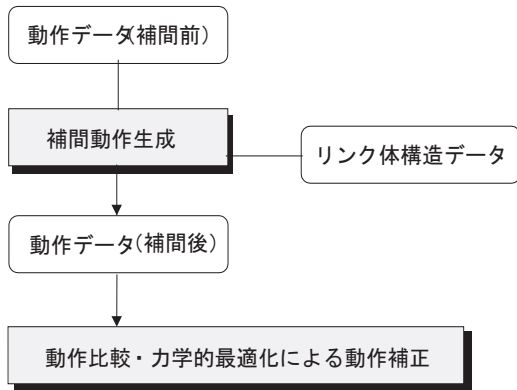 動作データ(補間前)
補間動作生成
リンク体構造データ
動作データ(補間後)
動作比較・力学的最適化による動作補正